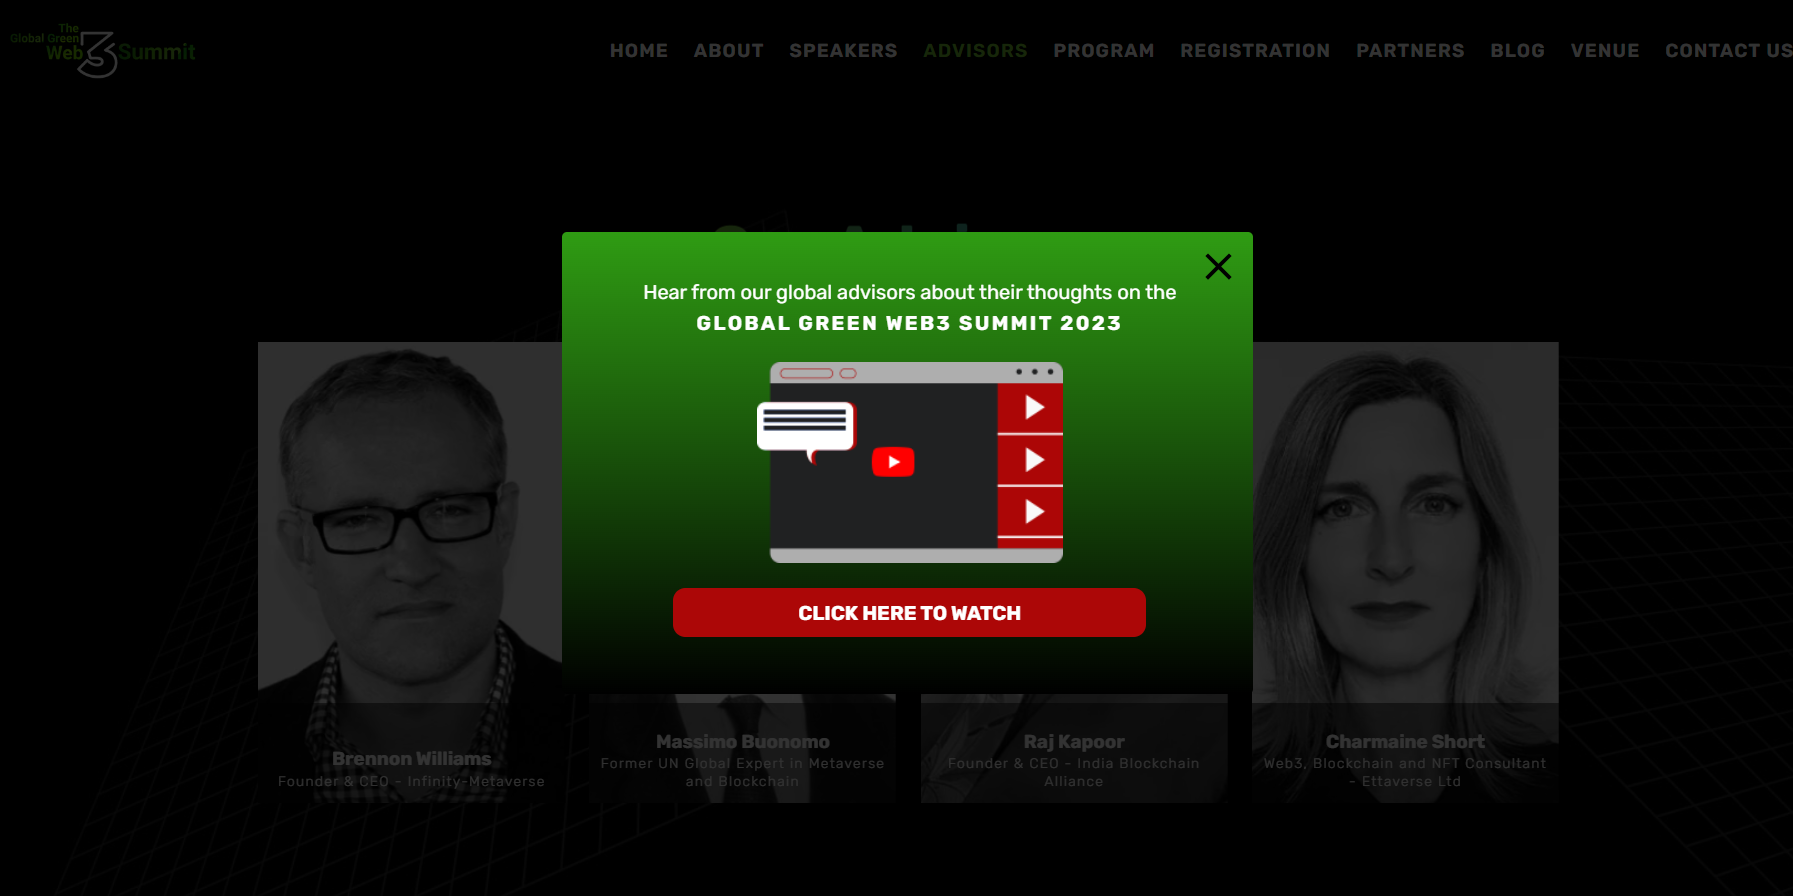 The
Global Green
Web3 Summit
HOME ABOUT SPEAKERS ADVISORS PROGRAM REGISTRATION PARTNERS BLOG VENUE CONTACT US
Hear from our global advisors about their thoughts on the
GLOBAL GREEN WEB3 SUMMIT 2023
CLICK HERE TO WATCH
Brennon Williams
Founder & CEO - Infinity-Metaverse
Massimo Buonomo
Former UN Global Expert in Metaverse
and Blockchain
Raj Kapoor
Founder & CEO - India Blockchain
Alliance
Charmaine Short
Web3, Blockchain and NFT Consultant
- Ettaverse Ltd